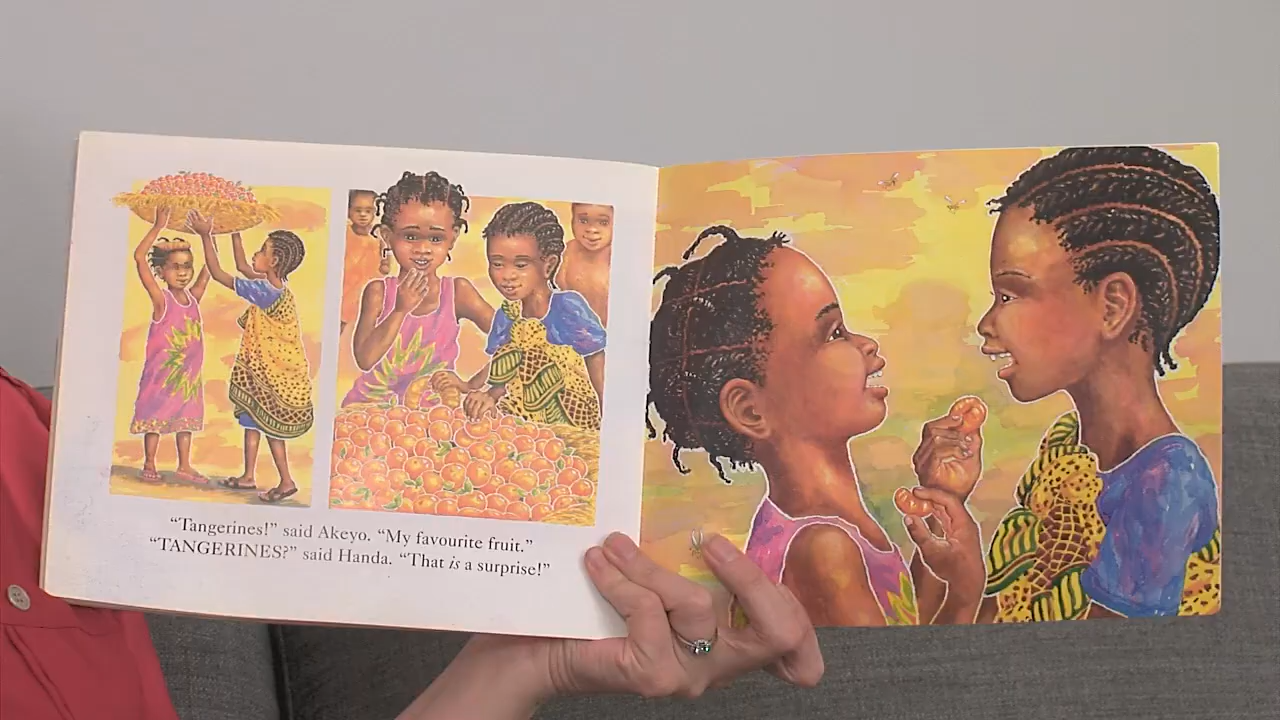 “Tangerines!” said Akeyo. “My favourite fruit.”
“TANGERINES?” said Handa. “That is a surprise!”